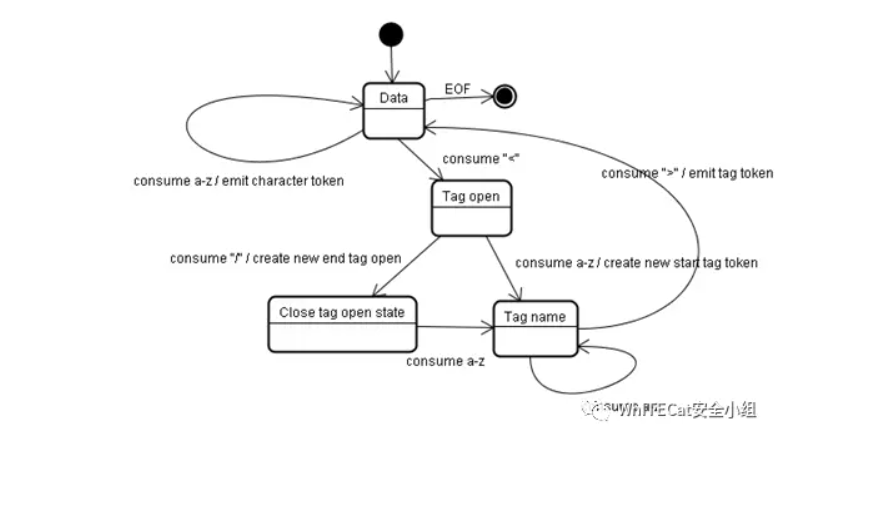 Data
EOF
consume "<"
consume a-z / emit character token
consume ">" / emit tag token
Tag open
consume "/" / create new end tag open
consume a-z / create new start tag token
Close tag open state
Tag name
consume a-z
WhITECat安全小组